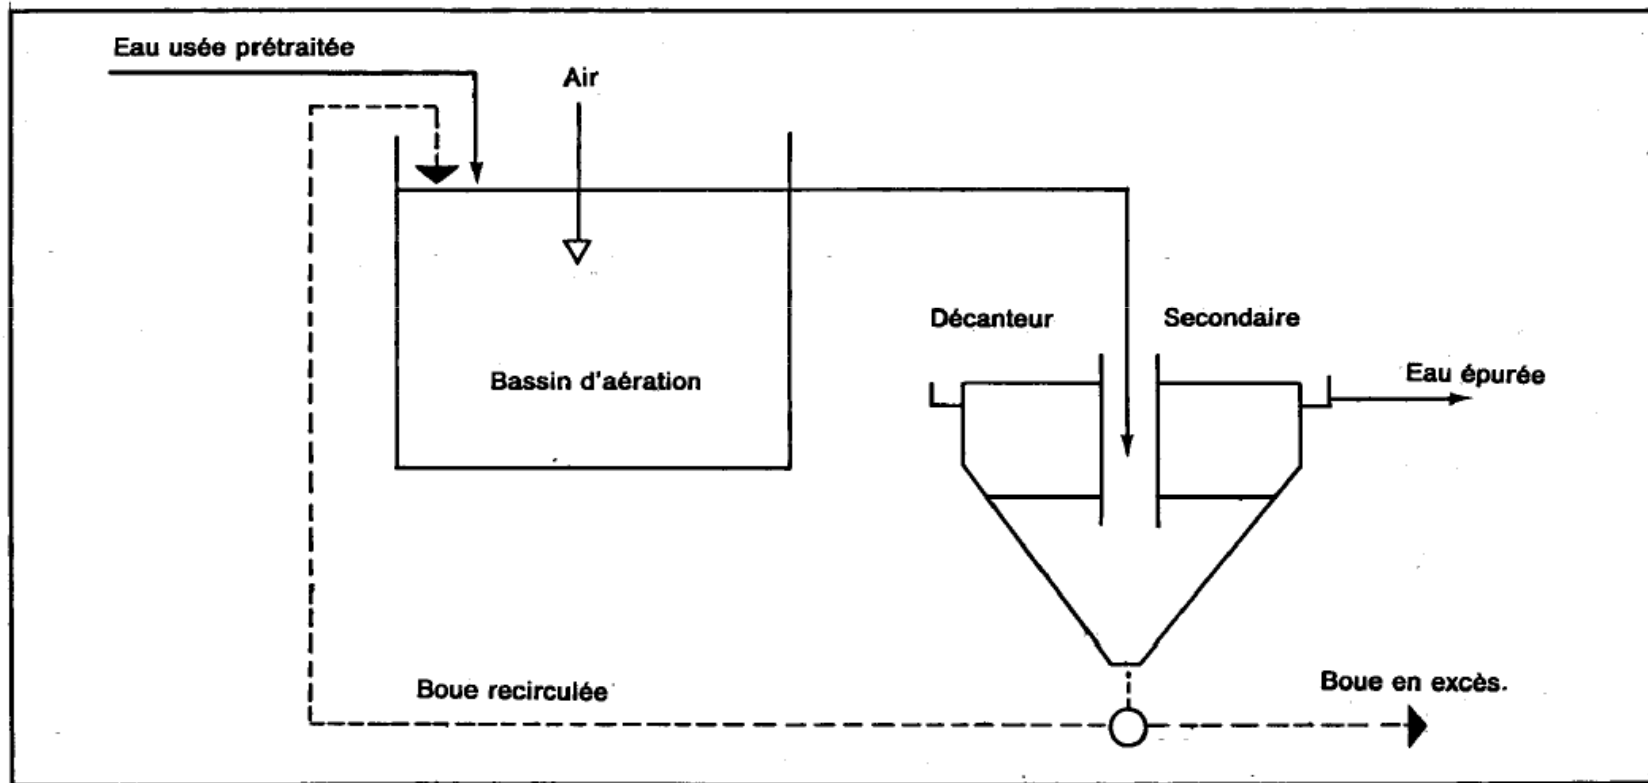 Eau usée prétraitée
Air
Décanteur Secondaire
Bassin d'aération
Eau épurée
Boue recirculée
Boue en excès.